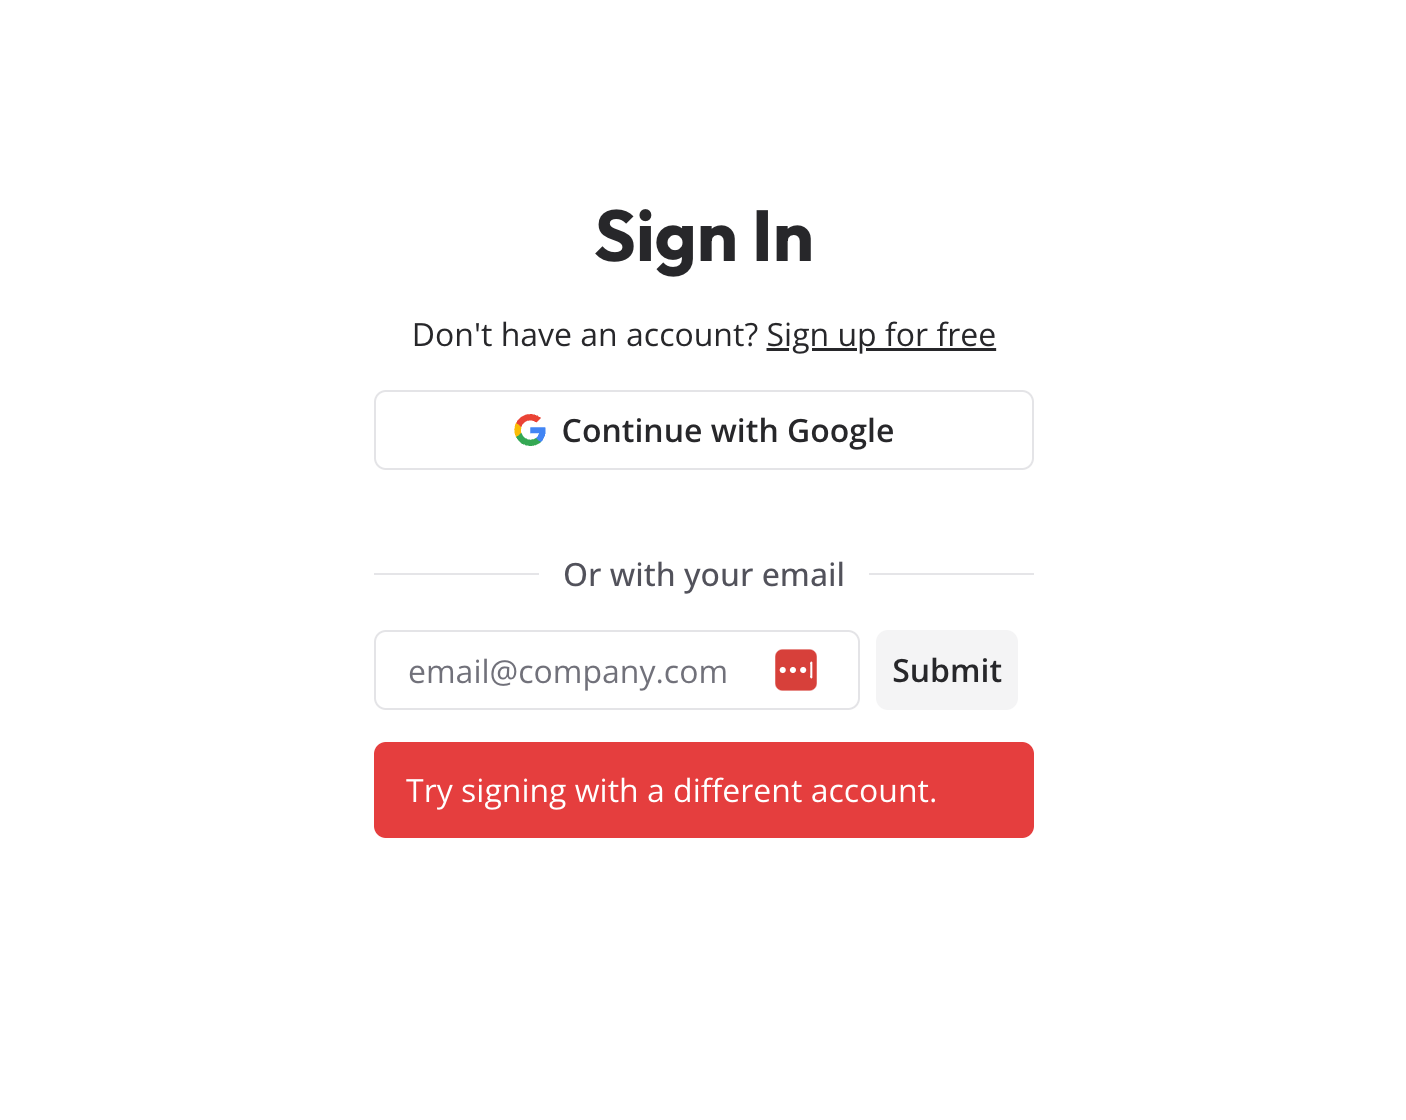 Sign In
Don't have an account? Sign up for free
Continue with Google
Or with your email
email@company.com
Submit
Try signing with a different account.